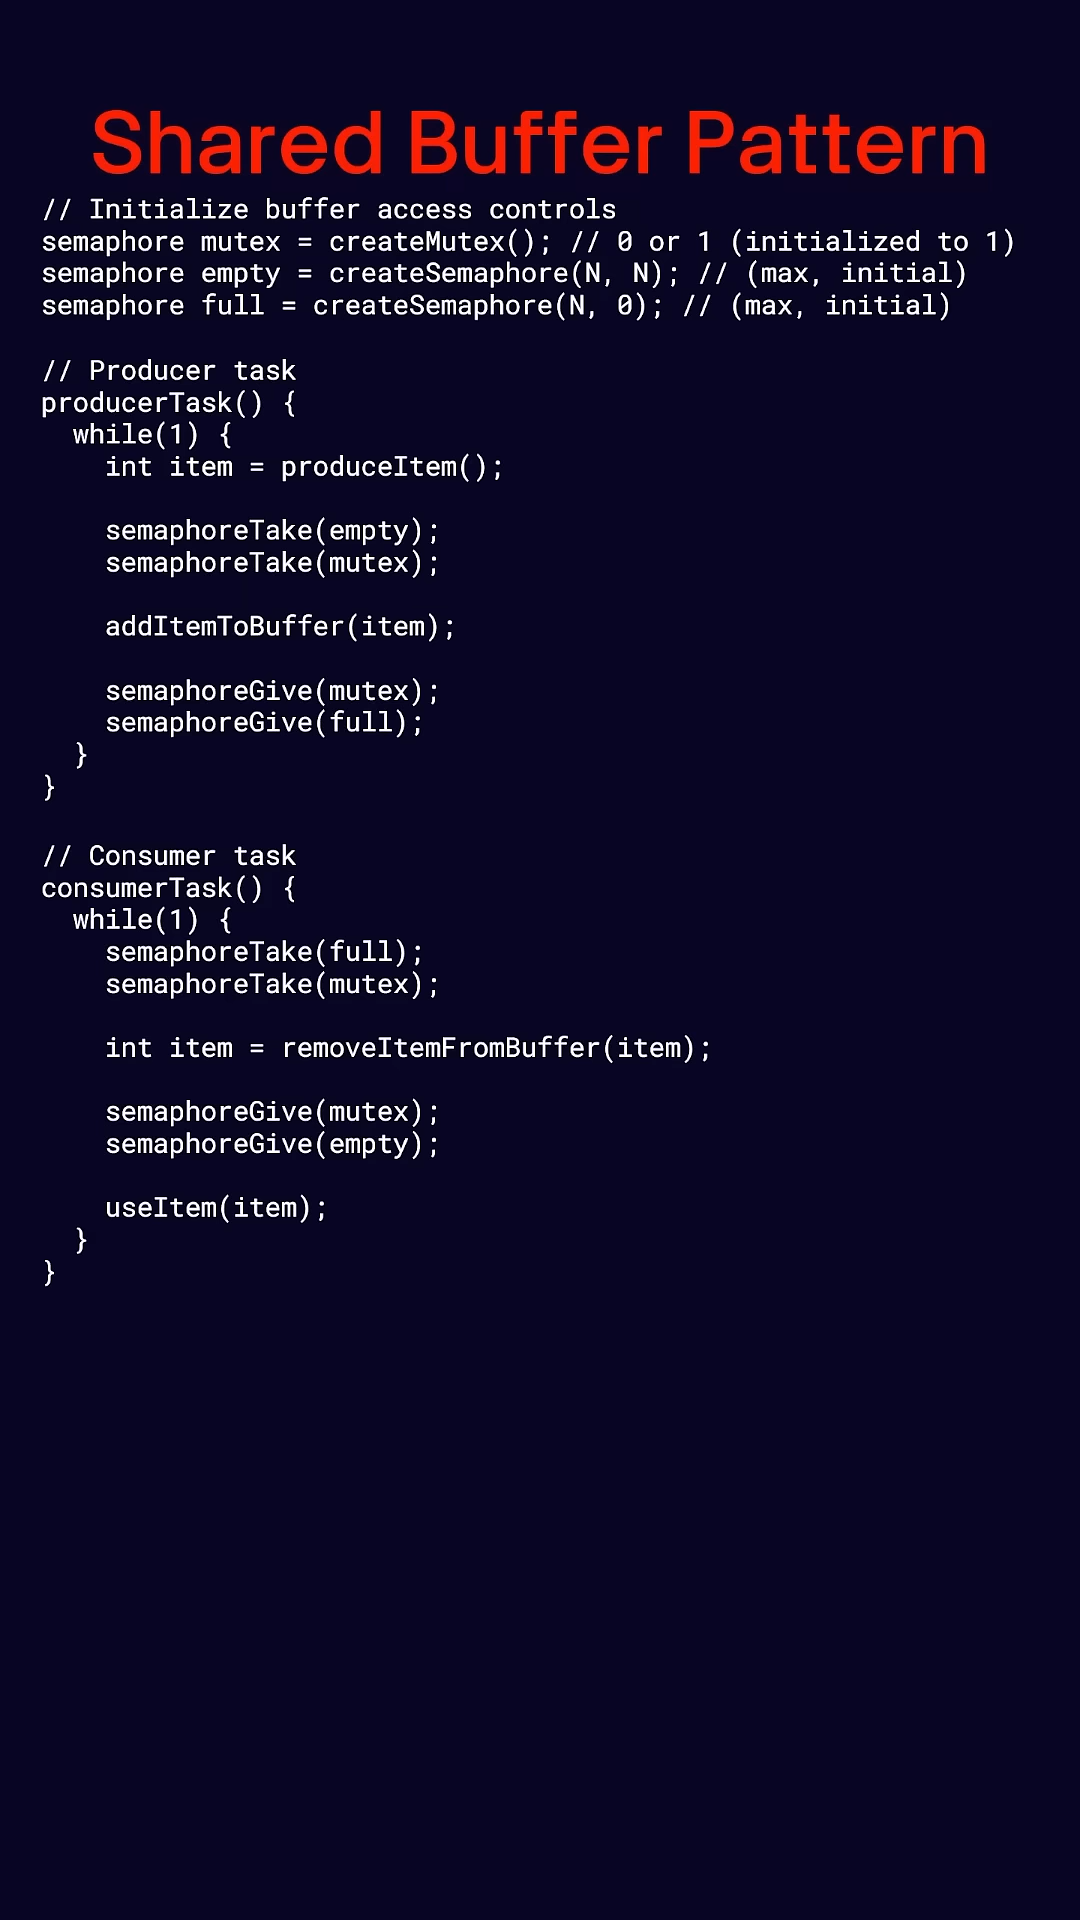 Shared Buffer Pattern
// Initialize buffer access controls
semaphore mutex = createMutex(); // 0 or 1 (initialized to 1)
semaphore empty = createSemaphore(N, N); // (max, initial)
semaphore full = createSemaphore(N, 0); // (max, initial)

// Producer task
producerTask() {
  while(1) {
    int item = produceItem();

    semaphoreTake(empty);
    semaphoreTake(mutex);

    addItemToBuffer(item);

    semaphoreGive(mutex);
    semaphoreGive(full);
  }
}

// Consumer task
consumerTask() {
  while(1) {
    semaphoreTake(full);
    semaphoreTake(mutex);

    int item = removeItemFromBuffer(item);

    semaphoreGive(mutex);
    semaphoreGive(empty);

    useItem(item);
  }
}